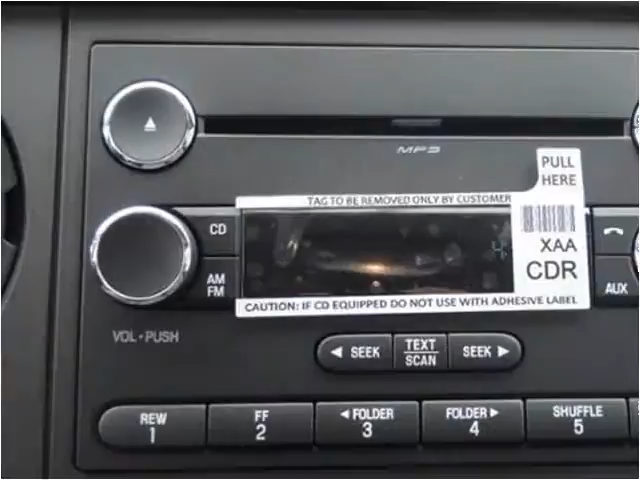 MP3
PULL
HERE
TAG TO BE REMOVED ONLY BY CUSTOMER
CD
XAA
CDR
AM
FM
AUX
CAUTION: IF CD EQUIPPED DO NOT USE WITH ADHESIVE LABEL
VOL•PUSH
◄ SEEK
TEXT
SCAN
SEEK ►
REW
1
FF
2
◄ FOLDER
3
FOLDER ►
4
SHUFFLE
5